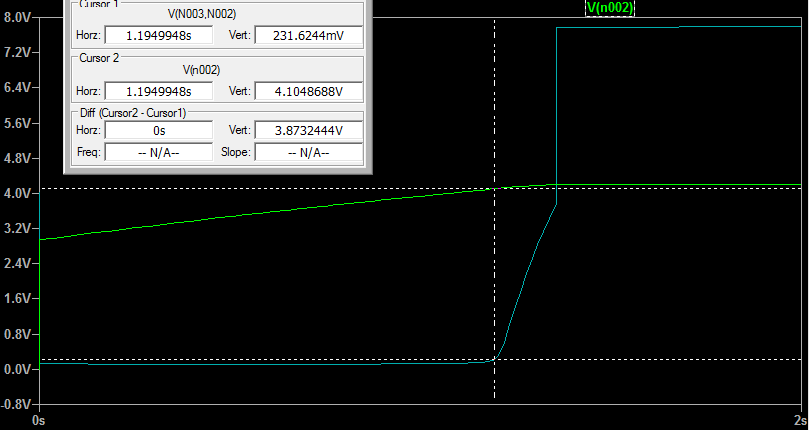 Cursor 1
V(N003,N002)
Horz: 1.1949948s Vert: 231.6244mV
Cursor 2
V(n002)
Horz: 1.1949948s Vert: 4.1048688V
Diff (Cursor2 - Cursor1)
Horz: 0s Vert: 3.8732444V
Freq: -- N/A-- Slope: -- N/A--
V(n002)
8.0V
7.2V
6.4V
5.6V
4.8V
4.0V
3.2V
2.4V
1.6V
0.8V
0.0V
-0.8V
0s 2s